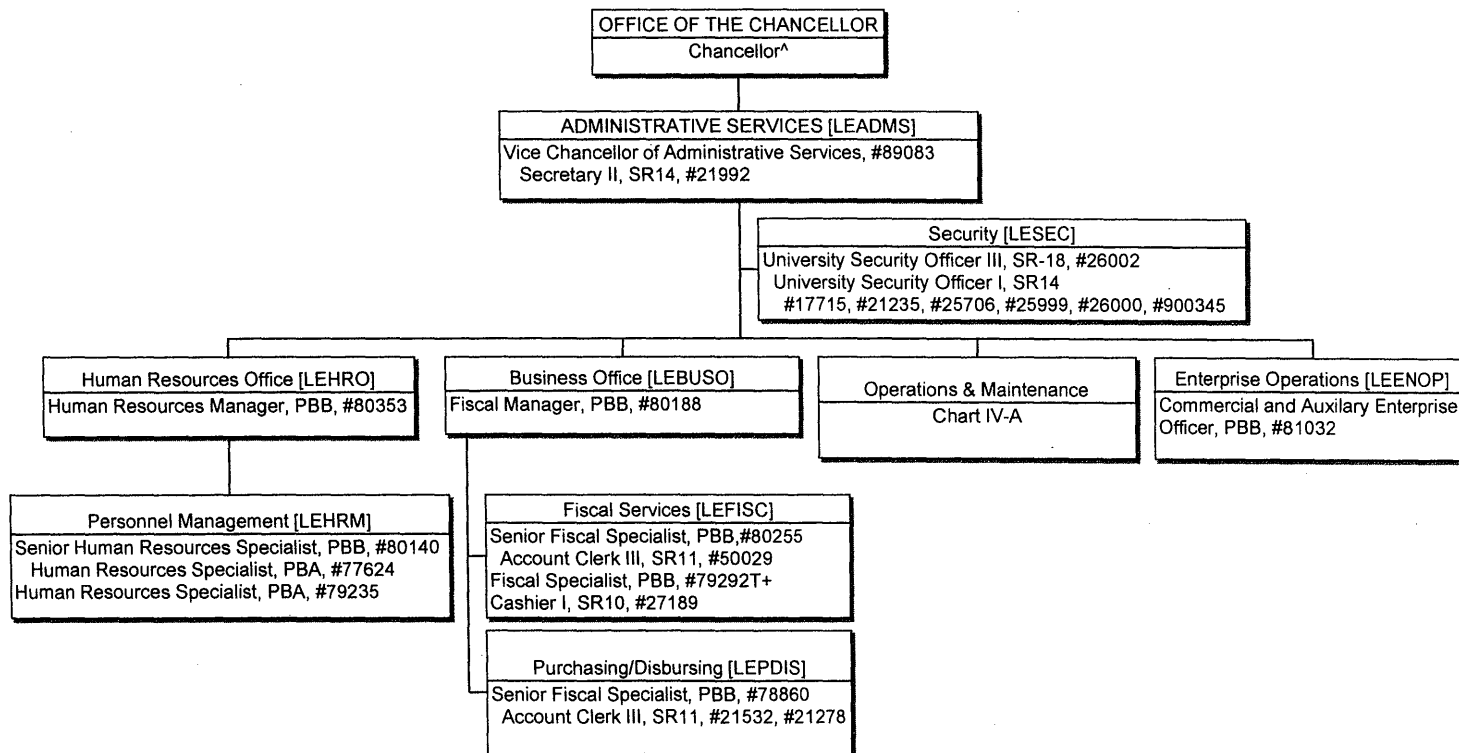 OFFICE OF THE CHANCELLOR
Chancellor^
ADMINISTRATIVE SERVICES [LEADMS]
Vice Chancellor of Administrative Services, #89083
Secretary II, SR14, #21992
Security [LESEC]
University Security Officer III, SR-18, #26002
University Security Officer I, SR14
#17715, #21235, #25706, #25999, #26000, #900345
Human Resources Office [LEHRO]
Human Resources Manager, PBB, #80353
Business Office [LEBUSO]
Fiscal Manager, PBB, #80188
Operations & Maintenance
Chart IV-A
Enterprise Operations [LEENOP]
Commercial and Auxilary Enterprise
Officer, PBB, #81032
Personnel Management [LEHRM]
Senior Human Resources Specialist, PBB, #80140
Human Resources Specialist, PBA, #77624
Human Resources Specialist, PBA, #79235
Fiscal Services [LEFISC]
Senior Fiscal Specialist, PBB,#80255
Account Clerk III, SR11, #50029
Fiscal Specialist, PBB, #79292T+
Cashier I, SR10, #27189
Purchasing/Disbursing [LEPDIS]
Senior Fiscal Specialist, PBB, #78860
Account Clerk III, SR11, #21532, #21278